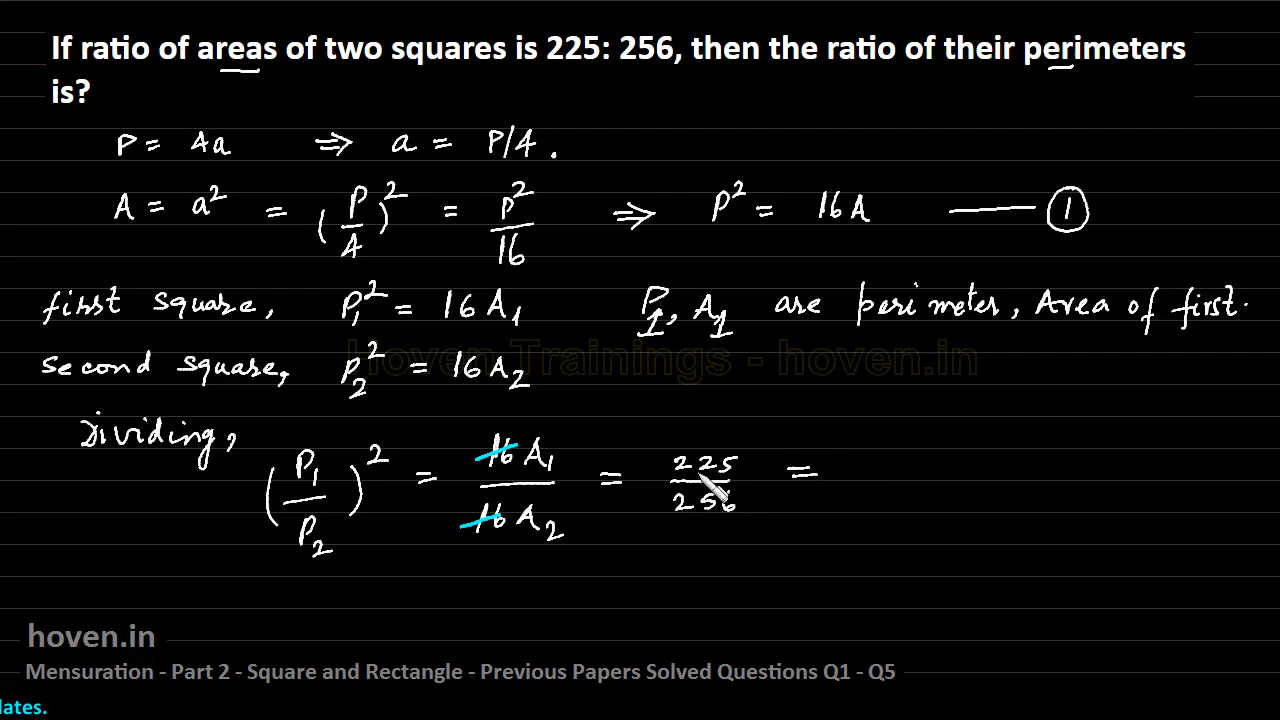 If ratio of areas of two squares is 225: 256, then the ratio of their perimeters
is?
P = 4a ⇒ a = P/4.
A = a² = (P/4)² = P²/16 ⇒ P² = 16A —— ①
first square, P₁² = 16A₁ P₁, A₁ are perimeter, Area of first.
Hoven Trainings - hoven.in
second square, P₂² = 16A₂
Dividing,
(P₁/P₂)² = 16A₁/16A₂ = 225/256 =
hoven.in
Mensuration - Part 2 - Square and Rectangle - Previous Papers Solved Questions Q1 - Q5
lates.